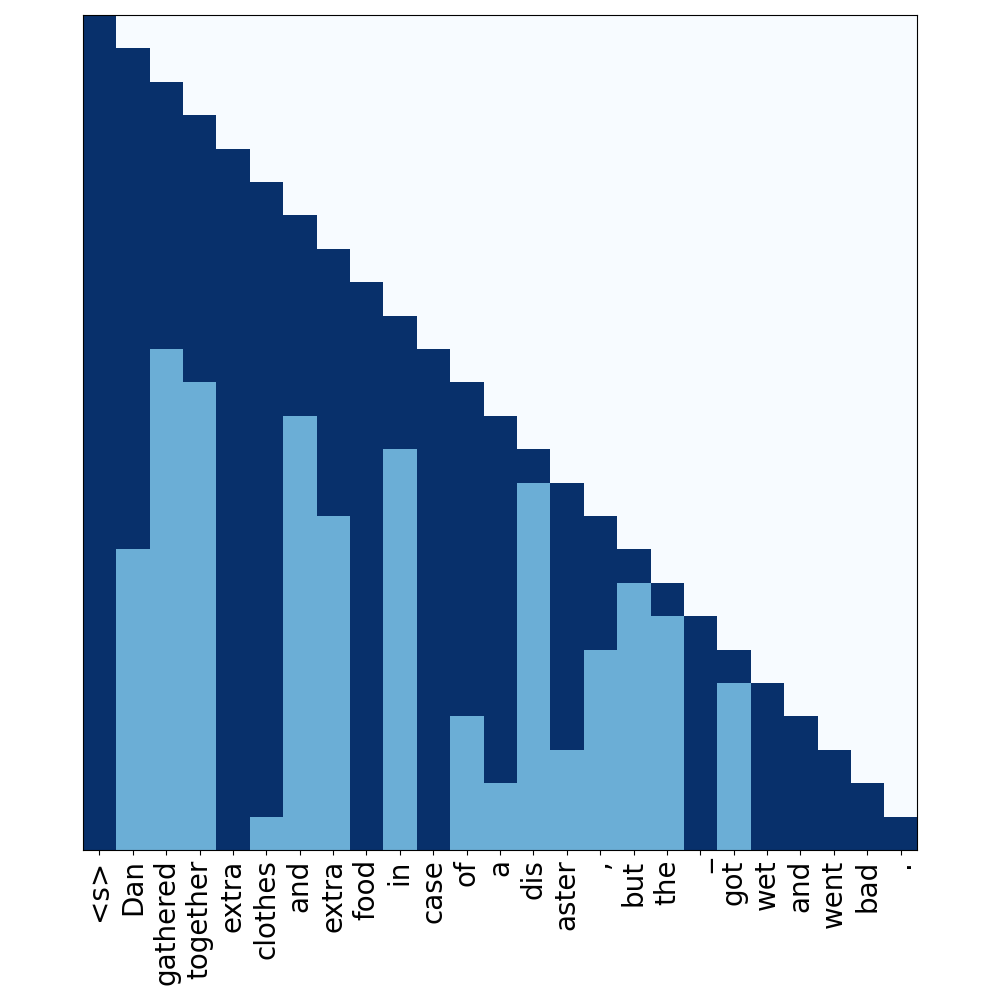 <s> Dan gathered together extra clothes and extra food in case of a dis aster , but the _ got wet and went bad .